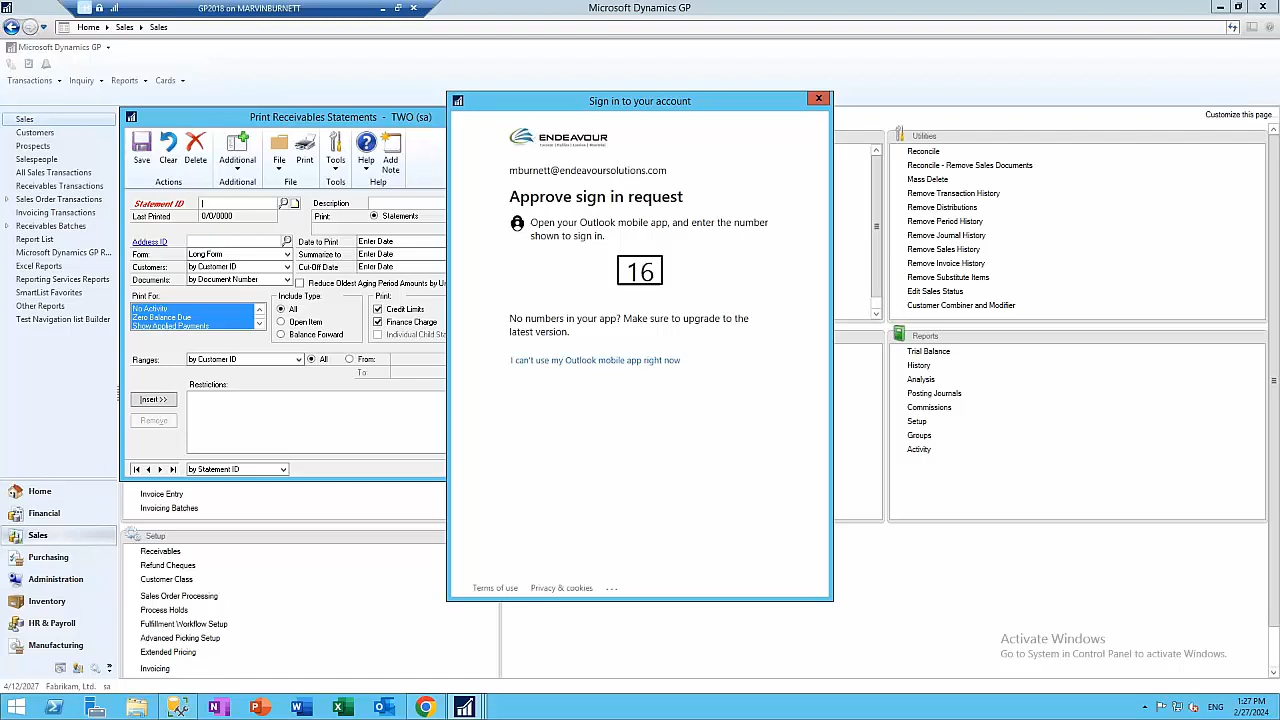 GP2018 on MARVINBURNETT
Microsoft Dynamics GP
Home
Sales
Sales
Microsoft Dynamics GP
Transactions
Inquiry
Reports
Cards
Customize this page...
Sales
Customers
Prospects
Salespeople
All Sales Transactions
Receivables Transactions
Sales Order Transactions
Invoicing Transactions
Receivables Batches
Report List
Microsoft Dynamics GP R...
Excel Reports
Reporting Services Reports
SmartList Favorites
Other Reports
Test Navigation list Builder
Home
Financial
Sales
Purchasing
Administration
Inventory
HR & Payroll
Manufacturing
Print Receivables Statements - TWO (sa)
Save
Clear
Delete
Additional
File
Print
Tools
Help
Add Note
Actions
Additional
File
Tools
Help
Statement ID
Description
Last Printed
0/0/0000
Print:
Statements
Address ID
Date to Print
Enter Date
Form:
Long Form
Summarize to
Enter Date
Customers:
by Customer ID
Cut-Off Date
Enter Date
Documents:
by Document Number
Reduce Oldest Aging Period Amounts by Un
Print For:
Include Type:
Print:
No Activity
Zero Balance Due
Show Applied Payments
All
Open Item
Balance Forward
Credit Limits
Finance Charge
Individual Child Sta
Ranges:
by Customer ID
All
From:
To:
Restrictions:
Insert >>
Remove
by Statement ID
Invoice Entry
Invoicing Batches
Setup
Receivables
Refund Cheques
Customer Class
Sales Order Processing
Process Holds
Fulfillment Workflow Setup
Advanced Picking Setup
Extended Pricing
Invoicing
Sign in to your account
ENDEAVOUR
mburnett@endeavoursolutions.com
Approve sign in request
Open your Outlook mobile app, and enter the number
shown to sign in.
16
No numbers in your app? Make sure to upgrade to the
latest version.
I can't use my Outlook mobile app right now
Terms of use
Privacy & cookies
...
Utilities
Reconcile
Reconcile - Remove Sales Documents
Mass Delete
Remove Transaction History
Remove Distributions
Remove Period History
Remove Journal History
Remove Sales History
Remove Invoice History
Remove Substitute Items
Edit Sales Status
Customer Combiner and Modifier
Reports
Trial Balance
History
Analysis
Posting Journals
Commissions
Setup
Groups
Activity
Activate Windows
Go to System in Control Panel to activate Windows.
4/12/2027
Fabrikam, Ltd.
sa
ENG
1:27 PM
2/27/2024